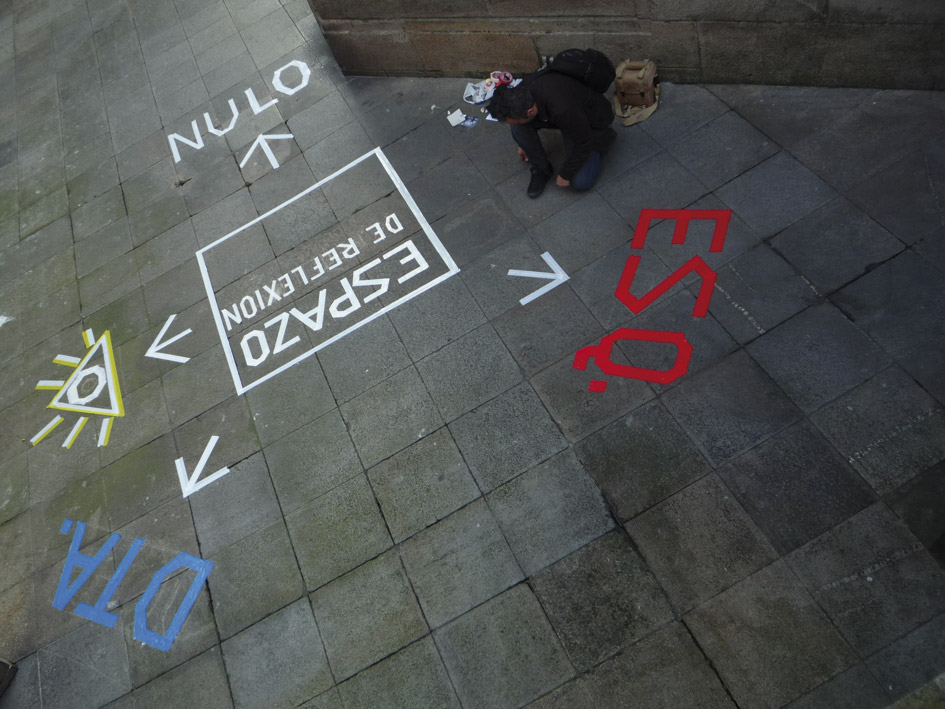 NULO
ESPAZO
DE REFLEXION
ESQ.
DTA.